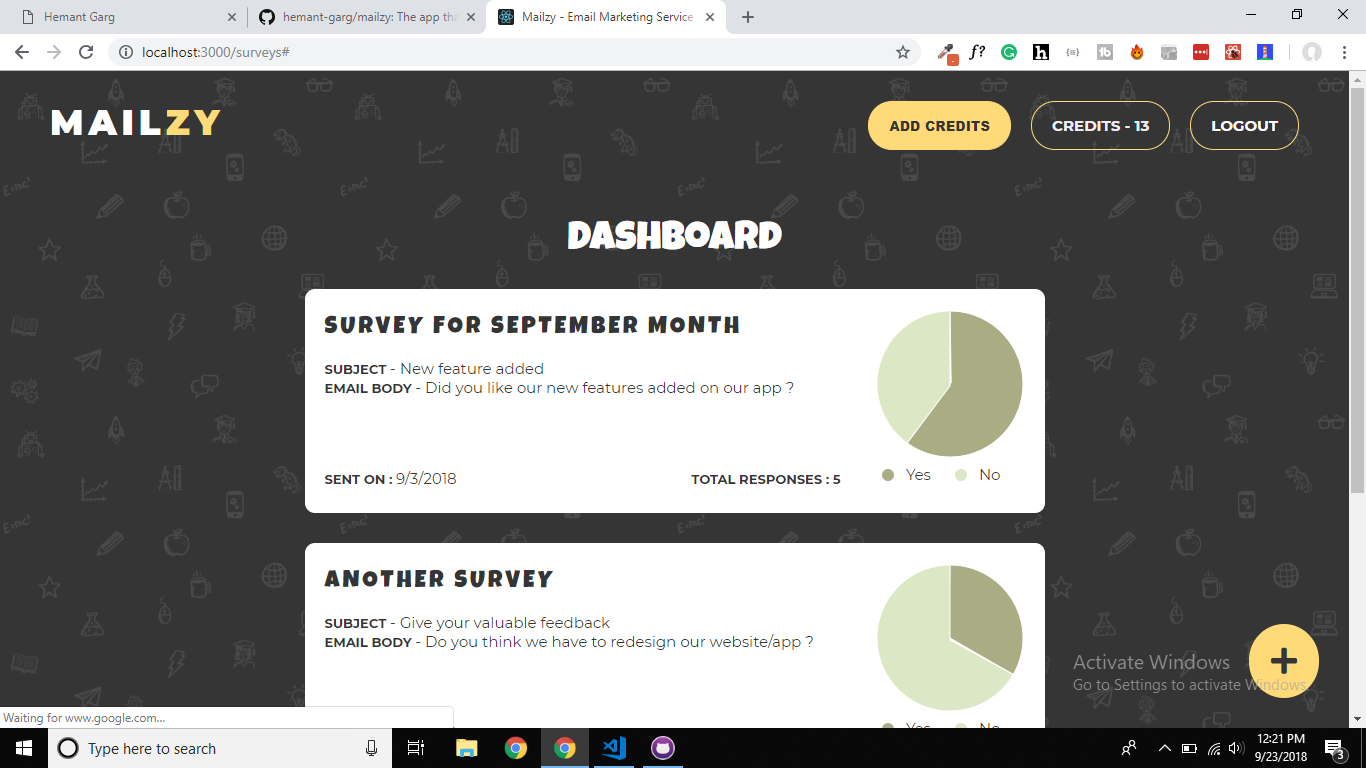 Hemant Garg
hemant-garg/mailzy: The app tha
Mailzy - Email Marketing Service
localhost:3000/surveys#
f?
MAILZY
ADD CREDITS
CREDITS - 13
LOGOUT
DASHBOARD
SURVEY FOR SEPTEMBER MONTH
SUBJECT - New feature added
EMAIL BODY - Did you like our new features added on our app ?
SENT ON : 9/3/2018
TOTAL RESPONSES : 5
Yes
No
ANOTHER SURVEY
SUBJECT - Give your valuable feedback
EMAIL BODY - Do you think we have to redesign our website/app ?
Yes
No
Activate Windows
Go to Settings to activate Windows.
Waiting for www.google.com...
Type here to search
12:21 PM
9/23/2018
3